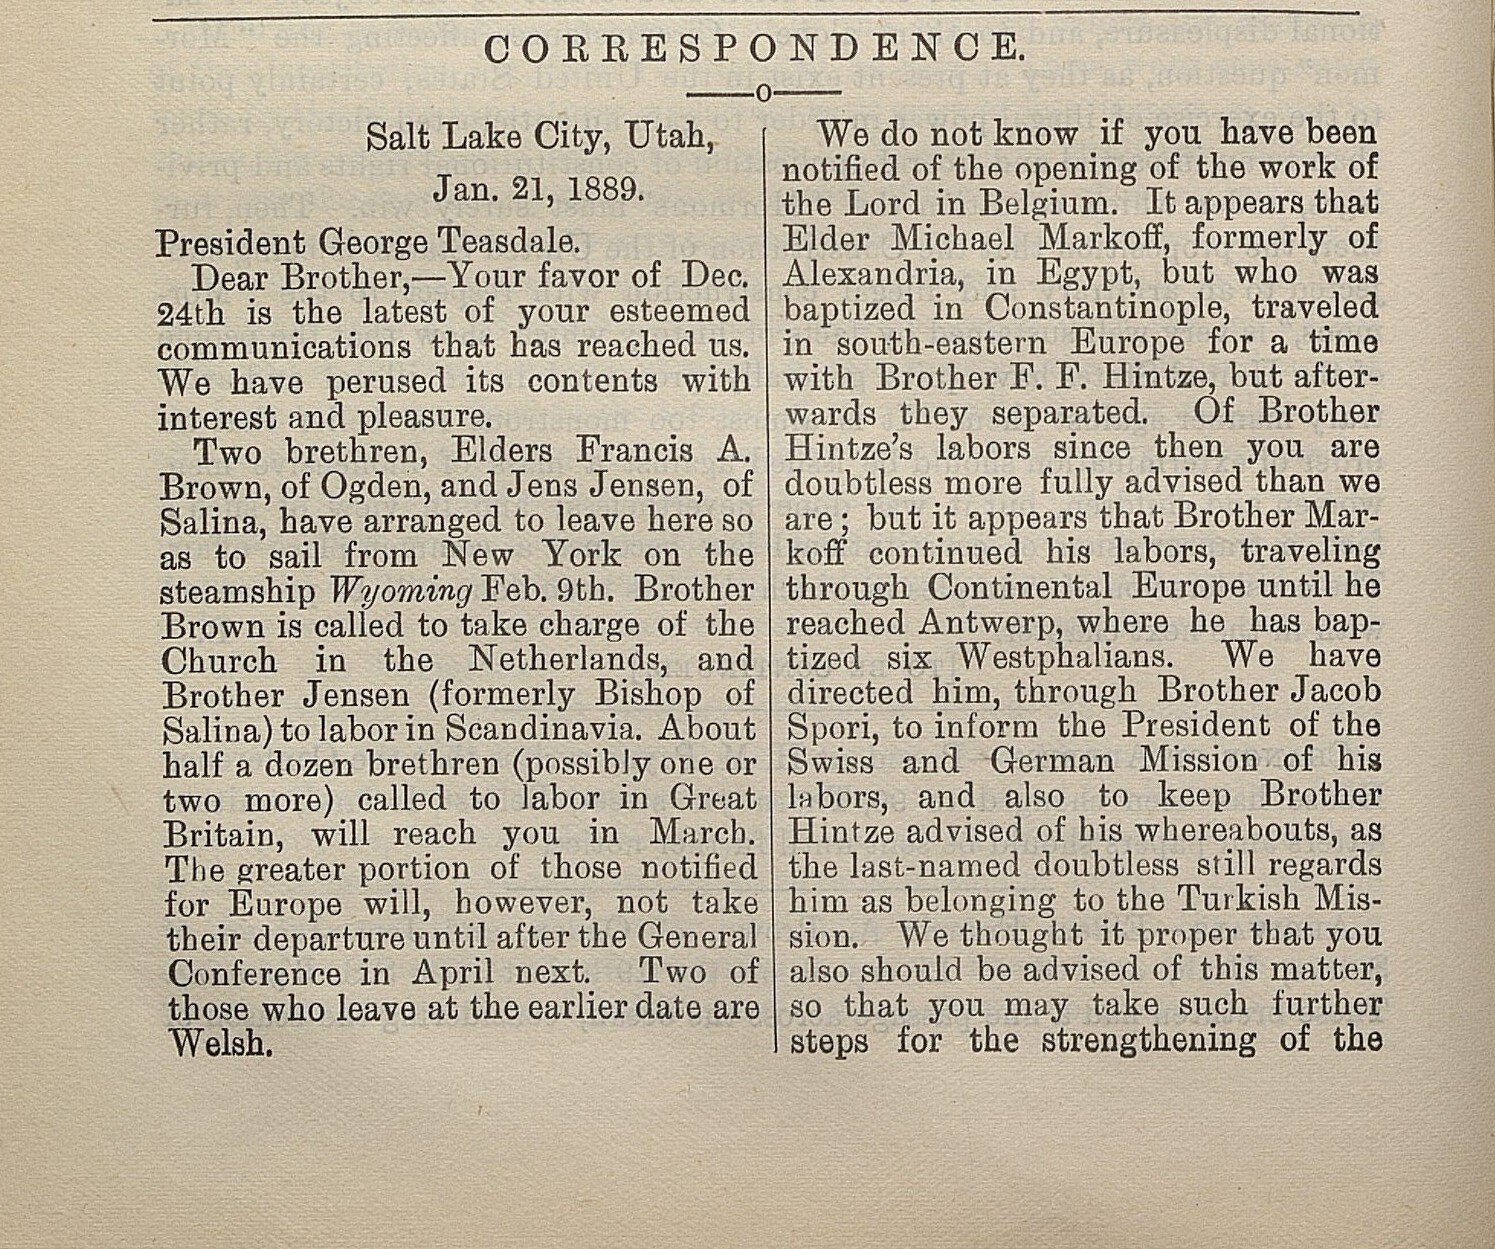 CORRESPONDENCE.
Salt Lake City, Utah,
Jan. 21, 1889.
President George Teasdale.
Dear Brother,—Your favor of Dec.
24th is the latest of your esteemed
communications that has reached us.
We have perused its contents with
interest and pleasure.
Two brethren, Elders Francis A.
Brown, of Ogden, and Jens Jensen, of
Salina, have arranged to leave here so
as to sail from New York on the
steamship Wyoming Feb. 9th. Brother
Brown is called to take charge of the
Church in the Netherlands, and
Brother Jensen (formerly Bishop of
Salina) to labor in Scandinavia. About
half a dozen brethren (possibly one or
two more) called to labor in Great
Britain, will reach you in March.
The greater portion of those notified
for Europe will, however, not take
their departure until after the General
Conference in April next. Two of
those who leave at the earlier date are
Welsh.
We do not know if you have been
notified of the opening of the work of
the Lord in Belgium. It appears that
Elder Michael Markoff, formerly of
Alexandria, in Egypt, but who was
baptized in Constantinople, traveled
in south-eastern Europe for a time
with Brother F. F. Hintze, but after-
wards they separated. Of Brother
Hintze's labors since then you are
doubtless more fully advised than we
are; but it appears that Brother Mar-
koff continued his labors, traveling
through Continental Europe until he
reached Antwerp, where he has bap-
tized six Westphalians. We have
directed him, through Brother Jacob
Spori, to inform the President of the
Swiss and German Mission of his
labors, and also to keep Brother
Hintze advised of his whereabouts, as
the last-named doubtless still regards
him as belonging to the Turkish Mis-
sion. We thought it proper that you
also should be advised of this matter,
so that you may take such further
steps for the strengthening of the